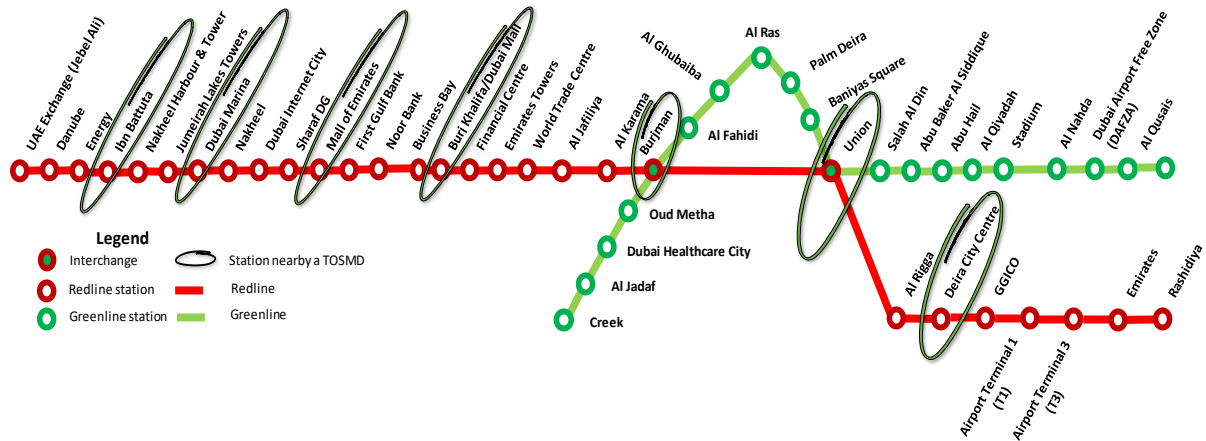 UAE Exchange (Jebel Ali)
Danube
Energy
Ibn Battuta
Nakheel Harbour & Tower
Jumeirah Lakes Towers
Dubai Marina
Nakheel
Dubai Internet City
Sharaf DG
Mall of Emirates
First Gulf Bank
Noor Bank
Business Bay
Burj Khalifa/Dubai Mall
Financial Centre
Emirates Towers
World Trade Centre
Al Jafiliya
Al Karama
Burjman
Al Fahidi
Al Ghubaiba
Al Ras
Palm Deira
Baniyas Square
Union
Salah Al Din
Abu Baker Al Siddique
Abu Hail
Al Qiyadah
Stadium
Al Nahda
Dubai Airport Free Zone
(DAFZA)
Al Qusais
Oud Metha
Dubai Healthcare City
Al Jadaf
Creek
Al Rigga
Deira City Centre
GGICO
Airport Terminal 1
(T1)
Airport Terminal 3
(T3)
Emirates
Rashidiya
Legend
Interchange
Station nearby a TOSMD
Redline station
Redline
Greenline station
Greenline